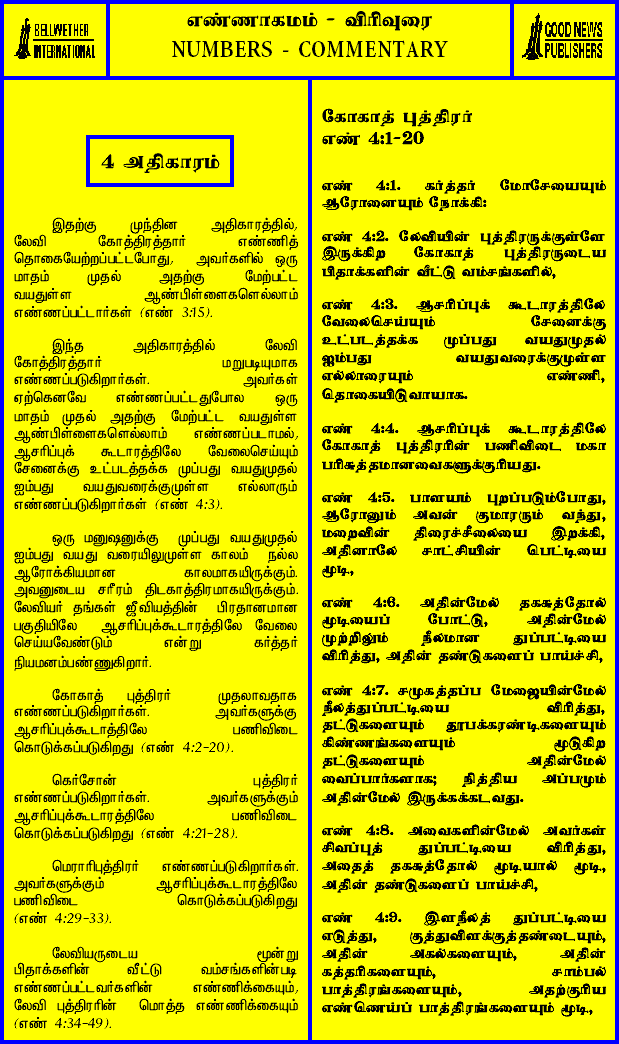 BELLWETHER
INTERNATIONAL
எண்ணாகமம் - விரிவுரை
NUMBERS - COMMENTARY
GOOD NEWS
PUBLISHERS
4 அதிகாரம்
இதற்கு முந்தின அதிகாரத்தில்,
லேவி கோத்திரத்தார் எண்ணித்
தொகையேற்றப்பட்டபோது, அவர்களில் ஒரு
மாதம் முதல் அதற்கு மேற்பட்ட
வயதுள்ள ஆண்பிள்ளைகளெல்லாம்
எண்ணப்பட்டார்கள் (எண் 3:15).
இந்த அதிகாரத்தில் லேவி
கோத்திரத்தார் மறுபடியுமாக
எண்ணப்படுகிறார்கள். அவர்கள்
ஏற்கெனவே எண்ணப்பட்டதுபோல ஒரு
மாதம் முதல் அதற்கு மேற்பட்ட வயதுள்ள
ஆண்பிள்ளைகளெல்லாம் எண்ணப்படாமல்,
ஆசரிப்புக் கூடாரத்திலே வேலைசெய்யும்
சேனைக்கு உட்படத்தக்க முப்பது வயதுமுதல்
ஐம்பது வயதுவரைக்குமுள்ள எல்லாரும்
எண்ணப்படுகிறார்கள் (எண் 4:3).
ஒரு மனுஷனுக்கு முப்பது வயதுமுதல்
ஐம்பது வயது வரையிலுமுள்ள காலம் நல்ல
ஆரோக்கியமான காலமாகயிருக்கும்.
அவனுடைய சரீரம் திடகாத்திரமாகயிருக்கும்.
லேவியர் தங்கள் ஜீவியத்தின் பிரதானமான
பகுதியிலே ஆசரிப்புக்கூடாரத்திலே வேலை
செய்யவேண்டும் என்று கர்த்தர்
நியமனம்பண்ணுகிறார்.
கோகாத் புத்திரர் முதலாவதாக
எண்ணப்படுகிறார்கள். அவர்களுக்கு
ஆசரிப்புக்கூடாரத்திலே பணிவிடை
கொடுக்கப்படுகிறது (எண் 4:2-20).
கெர்சோன் புத்திரர்
எண்ணப்படுகிறார்கள். அவர்களுக்கும்
ஆசரிப்புக்கூடாரத்திலே பணிவிடை
கொடுக்கப்படுகிறது (எண் 4:21-28).
மெராரிபுத்திரர் எண்ணப்படுகிறார்கள்.
அவர்களுக்கும் ஆசரிப்புக்கூடாரத்திலே
பணிவிடை கொடுக்கப்படுகிறது
(எண் 4:29-33).
லேவியருடைய மூன்று
பிதாக்களின் வீட்டு வம்சங்களின்படி
எண்ணப்பட்டவர்களின் எண்ணிக்கையும்,
லேவி புத்திரரின் மொத்த எண்ணிக்கையும்
(எண் 4:34-49).
கோகாத் புத்திரர்
எண் 4:1-20
எண் 4:1. கர்த்தர் மோசேயையும்
ஆரோனையும் நோக்கி:
எண் 4:2. லேவியின் புத்திரருக்குள்ளே
இருக்கிற கோகாத் புத்திரருடைய
பிதாக்களின் வீட்டு வம்சங்களில்,
எண் 4:3. ஆசரிப்புக் கூடாரத்திலே
வேலைசெய்யும் சேனைக்கு
உட்படத்தக்க முப்பது வயதுமுதல்
ஐம்பது வயதுவரைக்குமுள்ள
எல்லாரையும் எண்ணி,
தொகையிடுவாயாக.
எண் 4:4. ஆசரிப்புக் கூடாரத்திலே
கோகாத் புத்திரரின் பணிவிடை மகா
பரிசுத்தமானவைகளுக்குரியது.
எண் 4:5. பாளயம் புறப்படும்போது,
ஆரோனும் அவன் குமாரரும் வந்து,
மறைவின் திரைச்சீலையை இறக்கி,
அதினாலே சாட்சியின் பெட்டியை
மூடி,
எண் 4:6. அதின்மேல் தகசுத்தோல்
மூடியைப் போட்டு, அதின்மேல்
முற்றிலும் நீலமான துப்பட்டியை
விரித்து, அதின் தண்டுகளைப் பாய்ச்சி,
எண் 4:7. சமுகத்தப்ப மேஜையின்மேல்
நீலத்துப்பட்டியை விரித்து,
தட்டுகளையும் தூபக்கரண்டிகளையும்
கிண்ணங்களையும் மூடுகிற
தட்டுகளையும் அதின்மேல்
வைப்பார்களாக; நித்திய அப்பமும்
அதின்மேல் இருக்கக்கடவது.
எண் 4:8. அவைகளின்மேல் அவர்கள்
சிவப்புத் துப்பட்டியை விரித்து,
அதைத் தகசுத்தோல் மூடியால் மூடி,
அதின் தண்டுகளைப் பாய்ச்சி,
எண் 4:9. இளநீலத் துப்பட்டியை
எடுத்து, குத்துவிளக்குத்தண்டையும்,
அதின் அகல்களையும், அதின்
கத்தரிகளையும், சாம்பல்
பாத்திரங்களையும், அதற்குரிய
எண்ணெய்ப் பாத்திரங்களையும் மூடி,